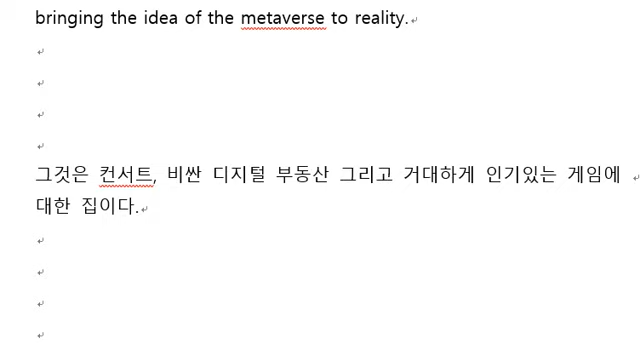 bringing the idea of the metaverse to reality.
그것은 컨서트, 비싼 디지털 부동산 그리고 거대하게 인기있는 게임에
대한 집이다.